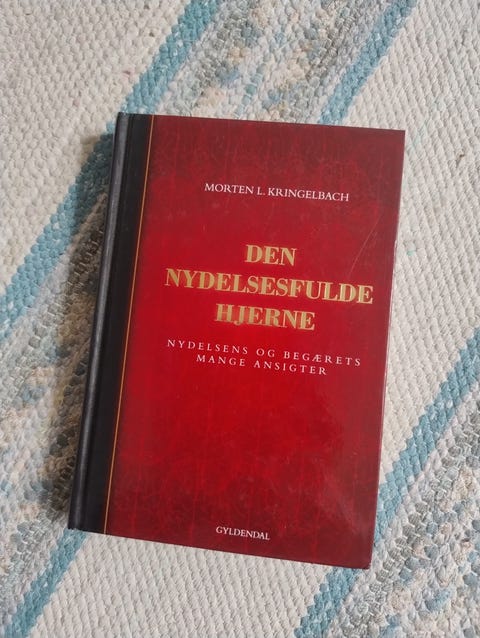 MORTEN L. KRINGELBACH
DEN
NYDELSESFULDE
HJERNE
NYDELSENS OG BEGÆRETS
MANGE ANSIGTER
GYLDENDAL